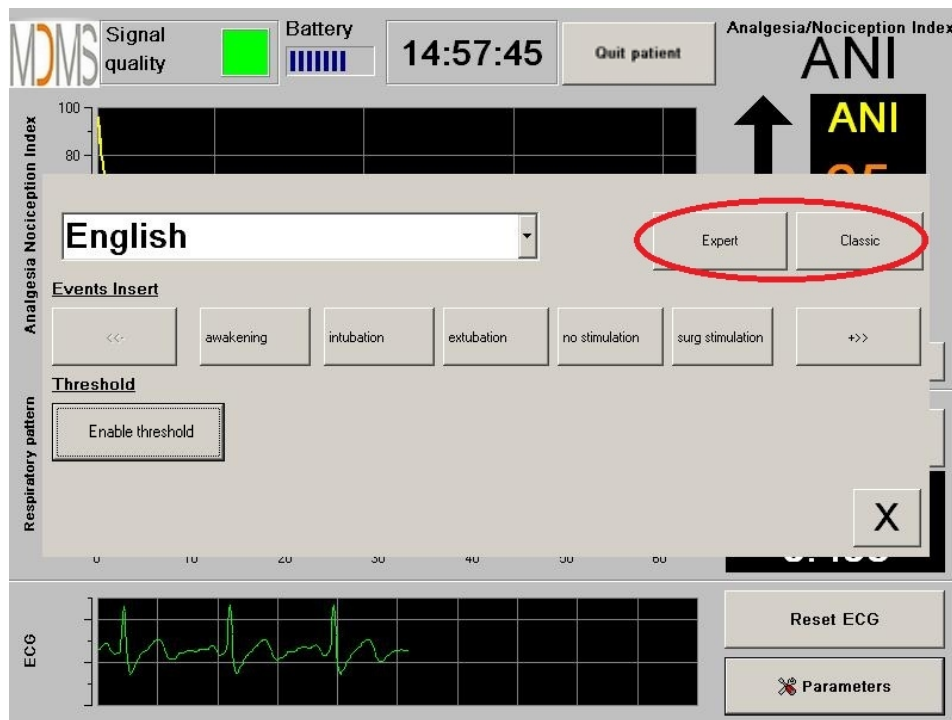 MDMS
Signal
quality
Battery
14:57:45
Quit patient
Analgesia/Nociception Index
ANI
ANI
100
80
Analgesia Nociception Index
English
Expert
Classic
Events Insert
<<-
awakening
intubation
extubation
no stimulation
surg stimulation
+>>
Threshold
Enable threshold
X
Respiratory pattern
0 10 20 30 40 50 60
ECG
Reset ECG
Parameters